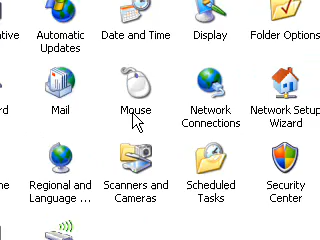 ative
Automatic
Updates
Date and Time
Display
Folder Options
rd
Mail
Mouse
Network
Connections
Network Setup
Wizard
ne
Regional and
Language ...
Scanners and
Cameras
Scheduled
Tasks
Security
Center